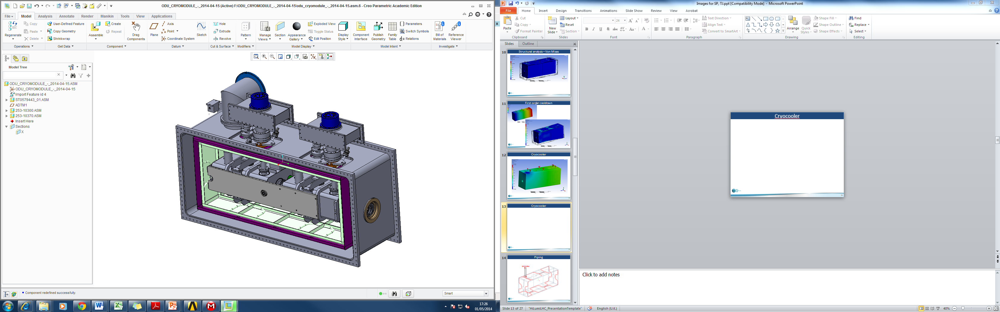 ODU_CRYOMODULE_-_2014-04-15 (Active) F:\ODU_CRYOMODULE_-_2014-04-15\odu_cryomodule_-_2014-04-15.asm.6 - Creo Parametric Academic Edition
File Model Analysis Annotate Render Manikin Tools View Applications
Regenerate
Copy
Paste
Delete
Operations
User-Defined Feature
Copy Geometry
Shrinkwrap
Get Data
Assemble
Create
Repeat
Drag Components
Component
Plane
Axis
Point
Coordinate System
Sketch
Datum
Hole
Extrude
Revolve
Cut & Surface
Pattern
Modifiers
Manage Views
Section
Appearance Gallery
Exploded View
Toggle Status
Edit Position
Display Style
Model Display
Component Interface
Publish Geometry
Family Table
Parameters
Switch Symbols
Relations
Model Intent
Bill of Materials
Reference Viewer
Investigate
Model Tree
ODU_CRYOMODULE_-_2014-04-15.ASM
ODU_CRYOMODULE_-_2014-04-15
Import Feature id 4
ST0579443_01.ASM
ADTM1
253-10300.ASM
253-10370.ASM
Insert Here
Sections
X
Component redefined successfully.
Smart
17:26
01/05/2014
Images for SP, TJ.ppt [Compatibility Mode] - Microsoft PowerPoint
File Home Insert Design Transitions Animations Slide Show Review View Acrobat
Paste
Cut
Copy
Format Painter
Clipboard
New Slide
Layout
Reset
Section
Slides
24
Font
Text Direction
Align Text
Convert to SmartArt
Paragraph
Arrange
Quick Styles
Shape Fill
Shape Outline
Shape Effects
Drawing
Find
Replace
Select
Editing
Slides Outline
10
Structural analysis – Von Mises
11
First order cooldown
12
Cryocooler
13
Cryocooler
14
Piping
Cryocooler
Click to add notes
Slide 13 of 27 "HiLumiLHC_PresentationTemplate" English (U.K.) 40%